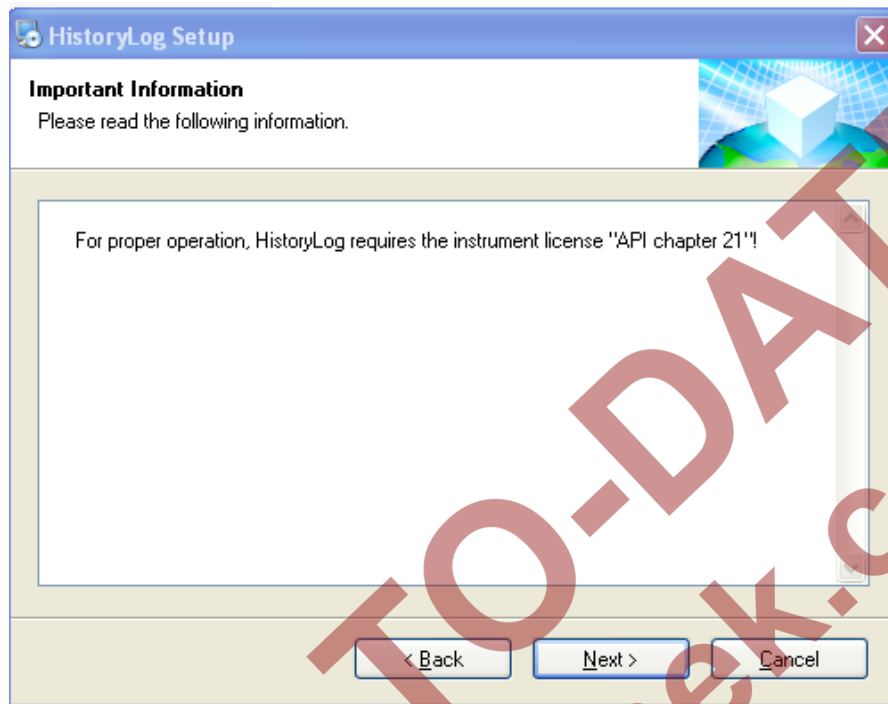 HistoryLog Setup
Important Information
Please read the following information.
For proper operation, HistoryLog requires the instrument license "API chapter 21"!
< Back
Next >
Cancel
TO-DAT
ek.c